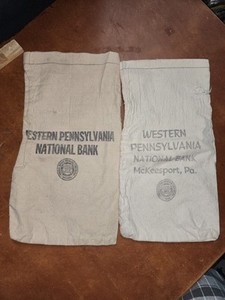 WESTERN PENNSYLVANIA
NATIONAL BANK
WESTERN
PENNSYLVANIA
NATIONAL BANK
McKeesport, Pa.